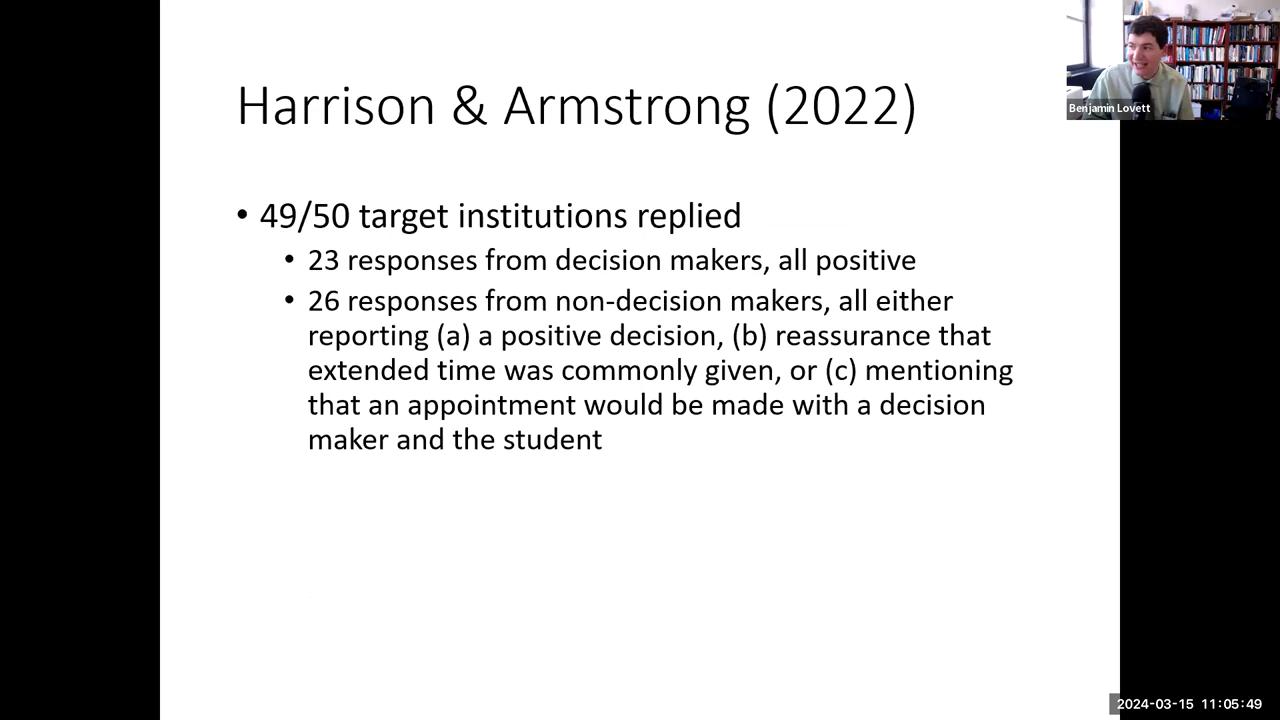 Harrison & Armstrong (2022)
Benjamin Lovett
• 49/50 target institutions replied
• 23 responses from decision makers, all positive
• 26 responses from non-decision makers, all either
reporting (a) a positive decision, (b) reassurance that
extended time was commonly given, or (c) mentioning
that an appointment would be made with a decision
maker and the student
2024-03-15 11:05:49